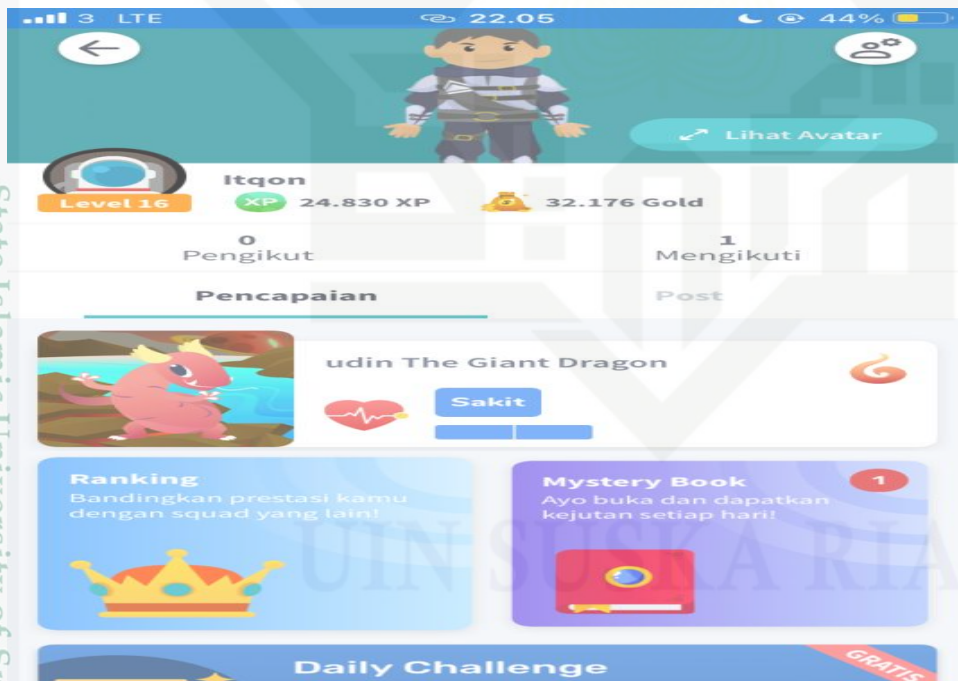 3 LTE 22.05 44%
Lihat Avatar
Itqon
Level 16 XP 24.830 XP 32.176 Gold
0 1
Pengikut Mengikuti
Pencapaian Post
udin The Giant Dragon
Sakit
Ranking
Bandingkan prestasi kamu
dengan squad yang lain!
Mystery Book 1
Ayo buka dan dapatkan
kejutan setiap hari!
UIN SUSKA RIA
Daily Challenge
GRATIS